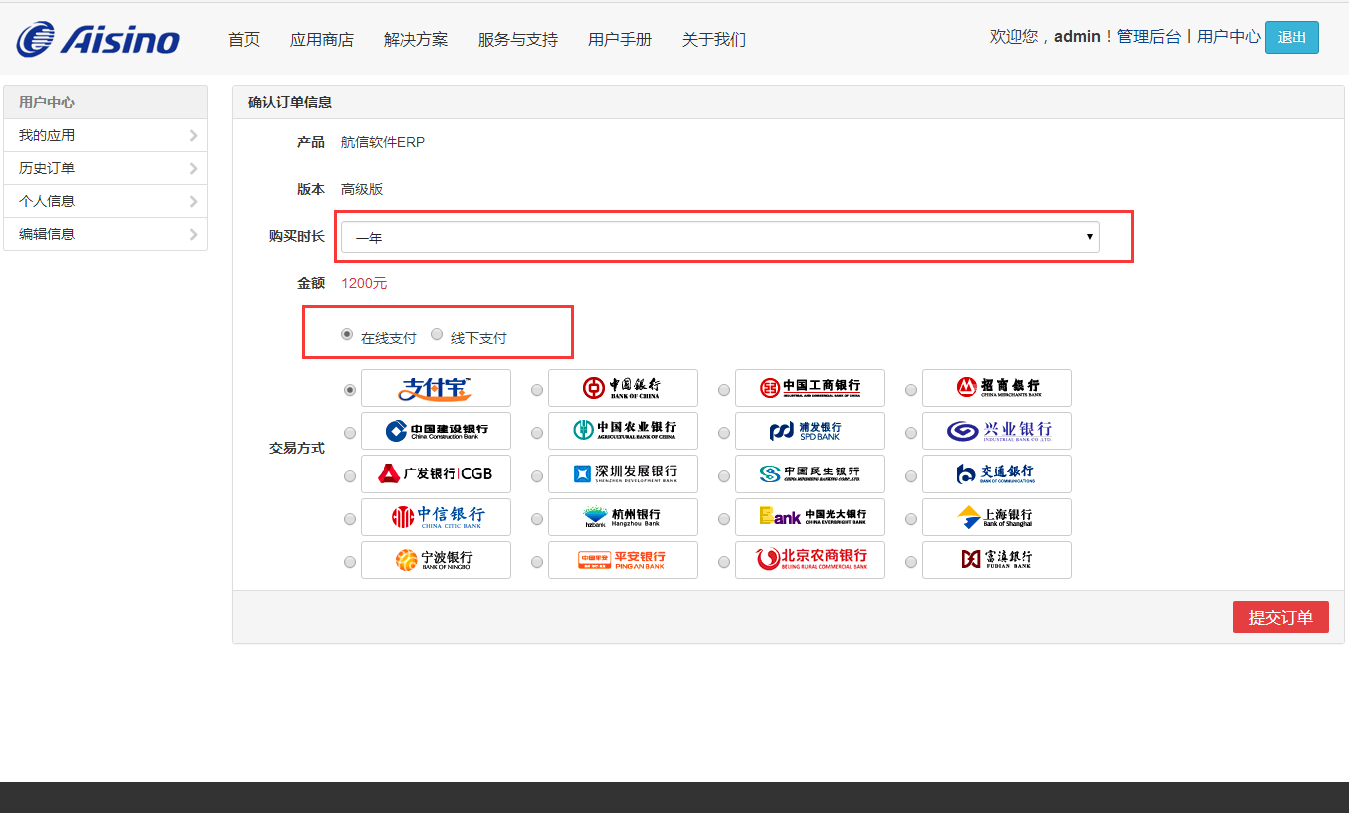 Aisino 首页 应用商店 解决方案 服务与支持 用户手册 关于我们 欢迎您，admin！管理后台 | 用户中心 退出
用户中心
我的应用
历史订单
个人信息
编辑信息
确认订单信息
产品 航信软件ERP
版本 高级版
购买时长 一年
金额 1200元
在线支付 线下支付
交易方式
支付宝™
中国银行
BANK OF CHINA
中国工商银行
INDUSTRIAL AND COMMERCIAL BANK OF CHINA
招商银行
CHINA MERCHANTS BANK
中国建设银行
China Construction Bank
中国农业银行
AGRICULTURAL BANK OF CHINA
浦发银行
SPD BANK
兴业银行
INDUSTRIAL BANK CO.,LTD.
广发银行|CGB
深圳发展银行
SHENZHEN DEVELOPMENT BANK
中国民生银行
CHINA MINSHENG BANKING CORP.,LTD.
交通银行
BANK OF COMMUNICATIONS
中信银行
CHINA CITIC BANK
hzbank
杭州银行
Hangzhou Bank
Bank
中国光大银行
CHINA EVERBRIGHT BANK
上海银行
Bank of Shanghai
宁波银行
BANK OF NINGBO
中国平安
平安银行
PINGAN BANK
北京农商银行
BEIJING RURAL COMMERCIAL BANK
富滇银行
FUDIAN BANK
提交订单